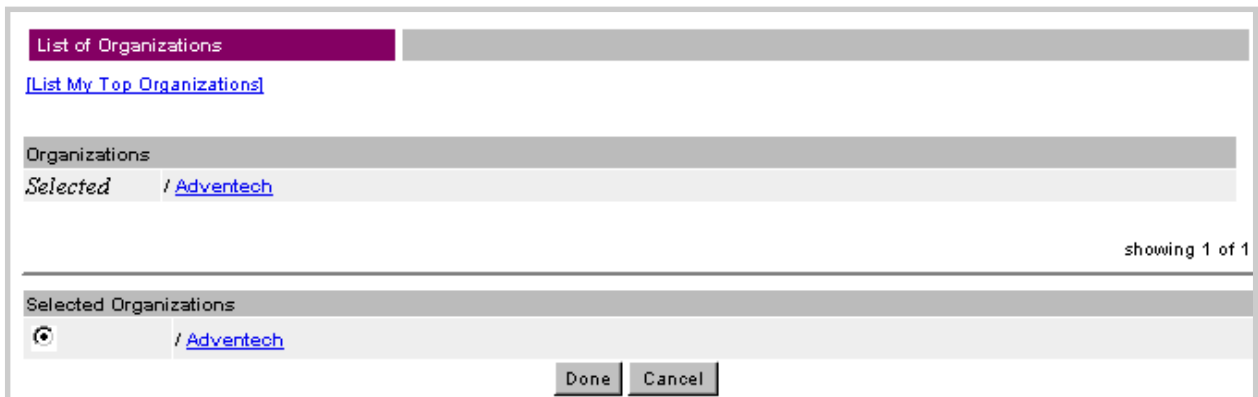 List of Organizations
[List My Top Organizations]
Organizations
Selected / Adventech
showing 1 of 1
Selected Organizations
/ Adventech
Done Cancel